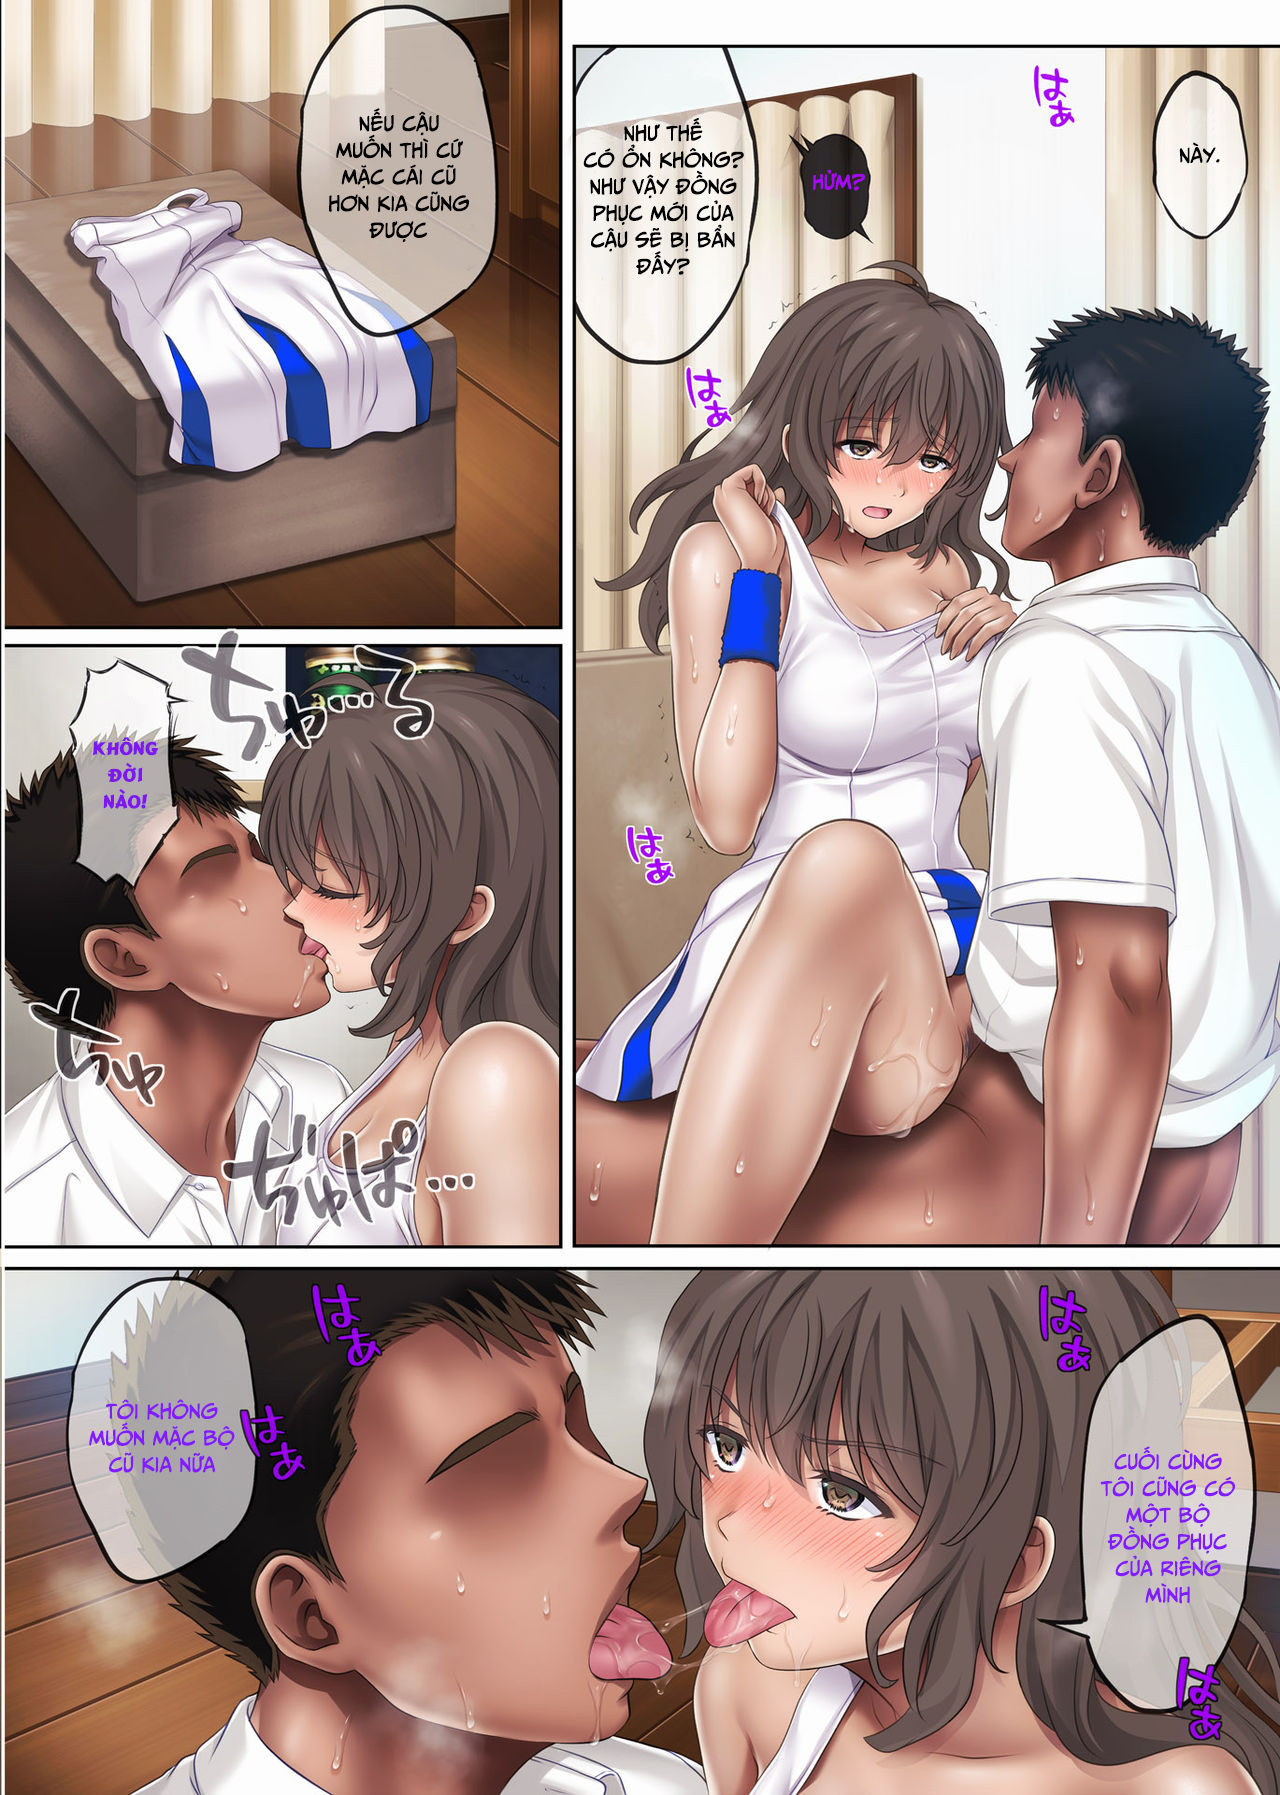 NÀY.
はぁ
HỬM?
NHƯ THẾ
CÓ ỔN KHÔNG?
NHƯ VẬY ĐỒNG
PHỤC MỚI CỦA
CẬU SẼ BỊ BẨN
ĐẤY?
はぁ
はぁ
NẾU CẬU
MUỐN THÌ CỨ
MẶC CÁI CŨ
HƠN KIA CŨNG
ĐƯỢC
ちゅ…る
KHÔNG
ĐỜI
NÀO!
ちゅ
ぢゅぱ…
はぁ
CUỐI CÙNG
TÔI CŨNG CÓ
MỘT BỘ
ĐỒNG PHỤC
CỦA RIÊNG
MÌNH
はぁ
はぁ
はぁ
TÔI KHÔNG
MUỐN MẶC BỘ
CŨ KIA NỮA